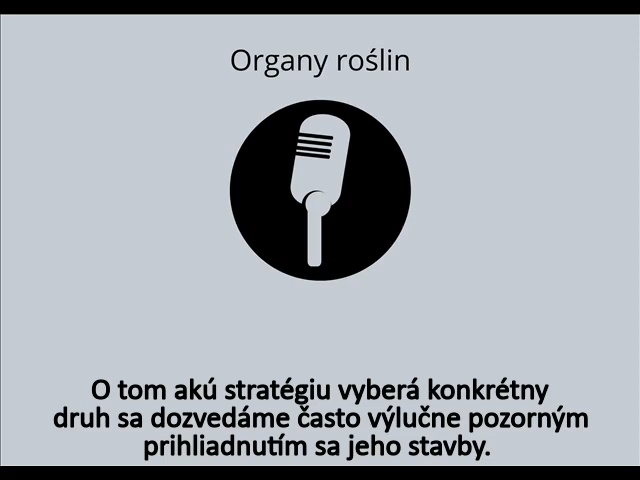 Organy roślin
O tom akú stratégiu vyberá konkrétny
druh sa dozvedáme často výlučne pozorným
prihliadnutím sa jeho stavby.